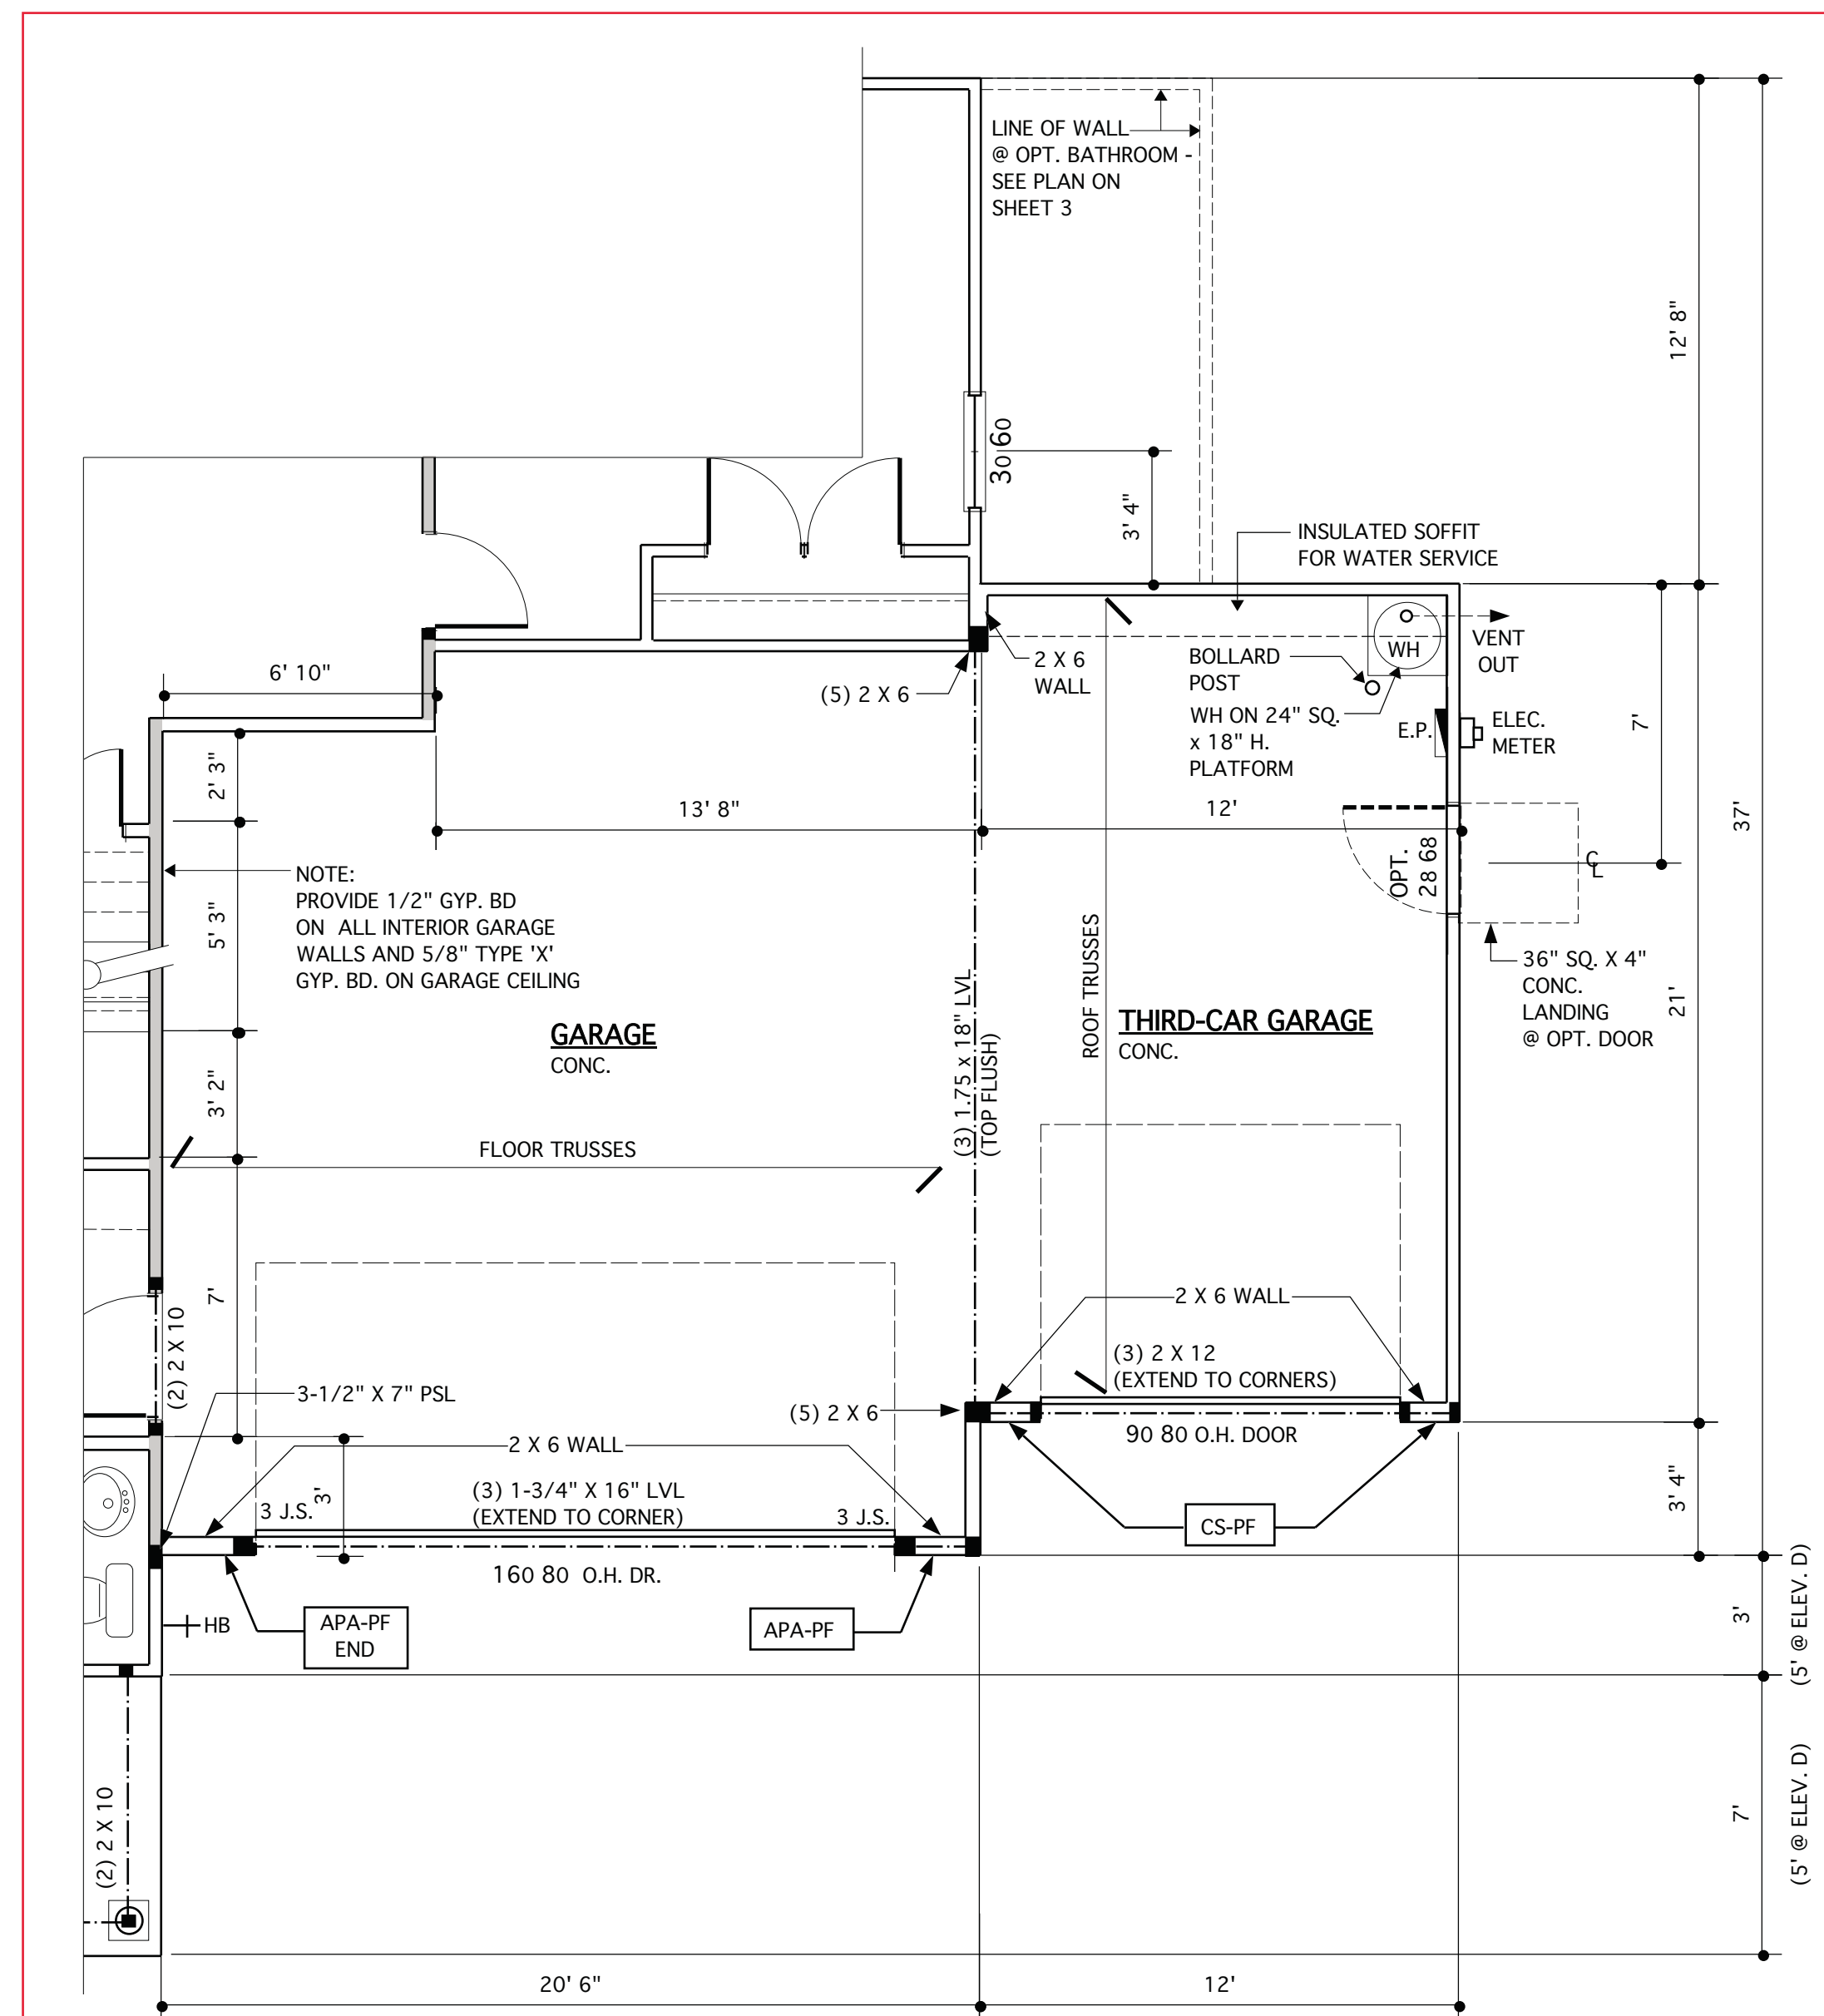 LINE OF WALL
@ OPT. BATHROOM -
SEE PLAN ON
SHEET 3
12' 8"
37'
30 60
3' 4"
INSULATED SOFFIT
FOR WATER SERVICE
WH
VENT
OUT
2 X 6
WALL
(5) 2 X 6
BOLLARD
POST
WH ON 24" SQ.
x 18" H.
PLATFORM
E.P.
ELEC.
METER
7'
6' 10"
2' 3"
13' 8"
12'
OPT.
28 68
CL
NOTE:
PROVIDE 1/2" GYP. BD
ON ALL INTERIOR GARAGE
WALLS AND 5/8" TYPE 'X'
GYP. BD. ON GARAGE CEILING
5' 3"
36" SQ. X 4"
CONC.
LANDING
@ OPT. DOOR
21'
GARAGE
CONC.
(3) 1.75 x 18" LVL
(TOP FLUSH)
ROOF TRUSSES
THIRD-CAR GARAGE
CONC.
3' 2"
FLOOR TRUSSES
7'
(2) 2 X 10
2 X 6 WALL
(3) 2 X 12
(EXTEND TO CORNERS)
3-1/2" X 7" PSL
(5) 2 X 6
90 80 O.H. DOOR
2 X 6 WALL
3 J.S.
3'
(3) 1-3/4" X 16" LVL
(EXTEND TO CORNER)
3 J.S.
CS-PF
3' 4"
160 80 O.H. DR.
HB
APA-PF
END
APA-PF
3'
(5' @ ELEV. D)
(2) 2 X 10
7'
(5' @ ELEV. D)
20' 6"
12'